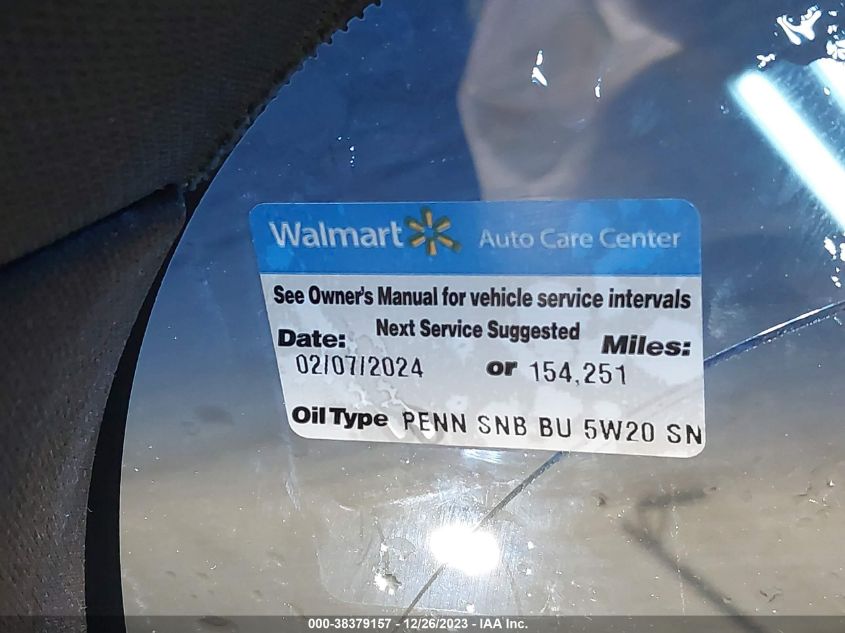 Walmart Auto Care Center
See Owner's Manual for vehicle service intervals
Next Service Suggested
Date: Miles:
02/07/2024 or 154,251
Oil Type PENN SNB BU 5W20 SN
000-38379157 - 12/26/2023 - IAA Inc.